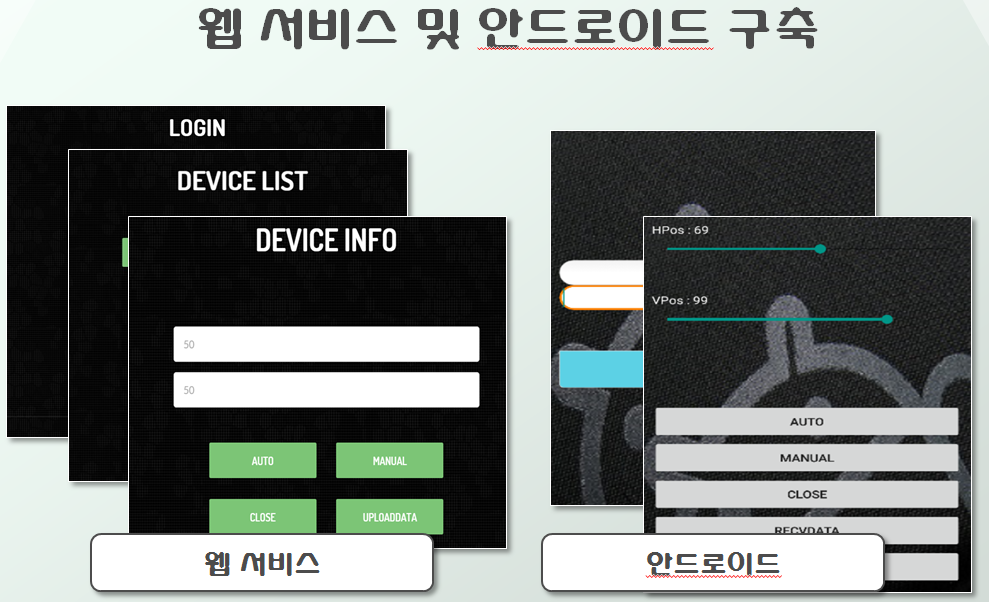 웹 서비스 및 안드로이드 구축
LOGIN
DEVICE LIST
DEVICE INFO
50
50
AUTO
MANUAL
CLOSE
UPLOADDATA
웹 서비스
HPos : 69
VPos : 99
AUTO
MANUAL
CLOSE
RECVDATA
안드로이드